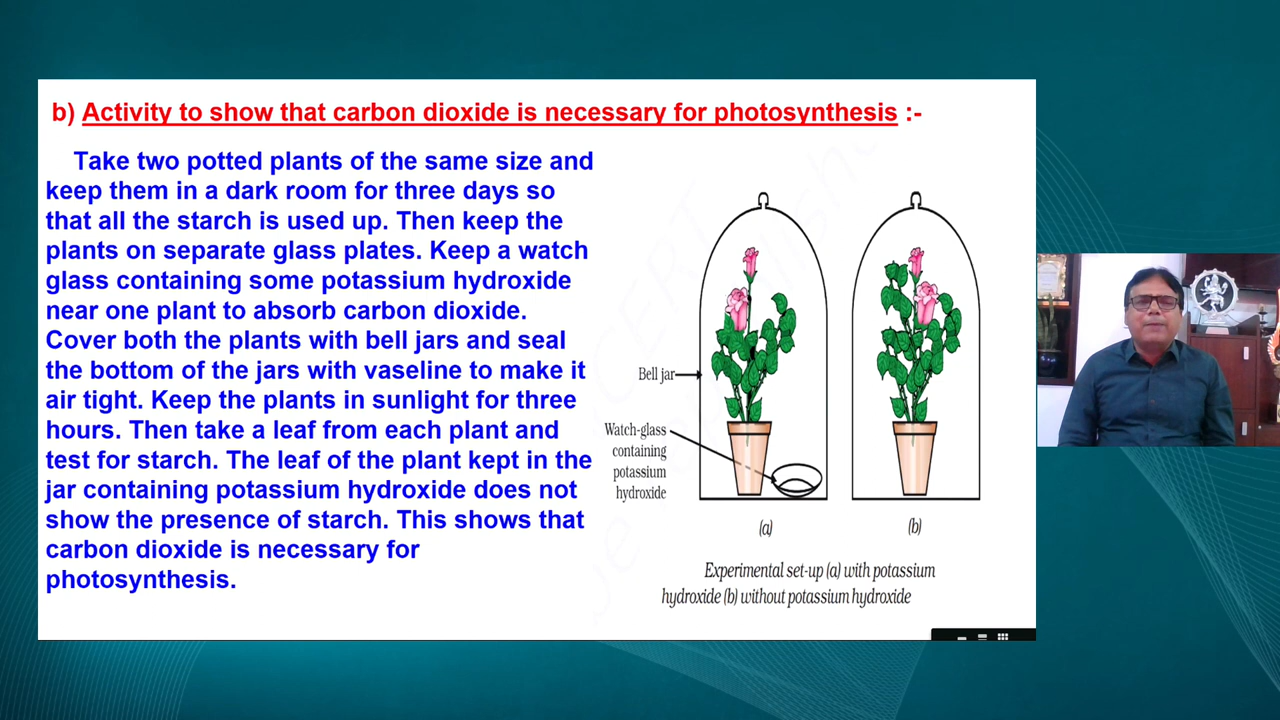 b) Activity to show that carbon dioxide is necessary for photosynthesis :-
Take two potted plants of the same size and
keep them in a dark room for three days so
that all the starch is used up. Then keep the
plants on separate glass plates. Keep a watch
glass containing some potassium hydroxide
near one plant to absorb carbon dioxide.
Cover both the plants with bell jars and seal
the bottom of the jars with vaseline to make it
air tight. Keep the plants in sunlight for three
hours. Then take a leaf from each plant and
test for starch. The leaf of the plant kept in the
jar containing potassium hydroxide does not
show the presence of starch. This shows that
carbon dioxide is necessary for
photosynthesis.
Bell jar
Watch-glass
containing
potassium
hydroxide
(a)
(b)
Experimental set-up (a) with potassium
hydroxide (b) without potassium hydroxide